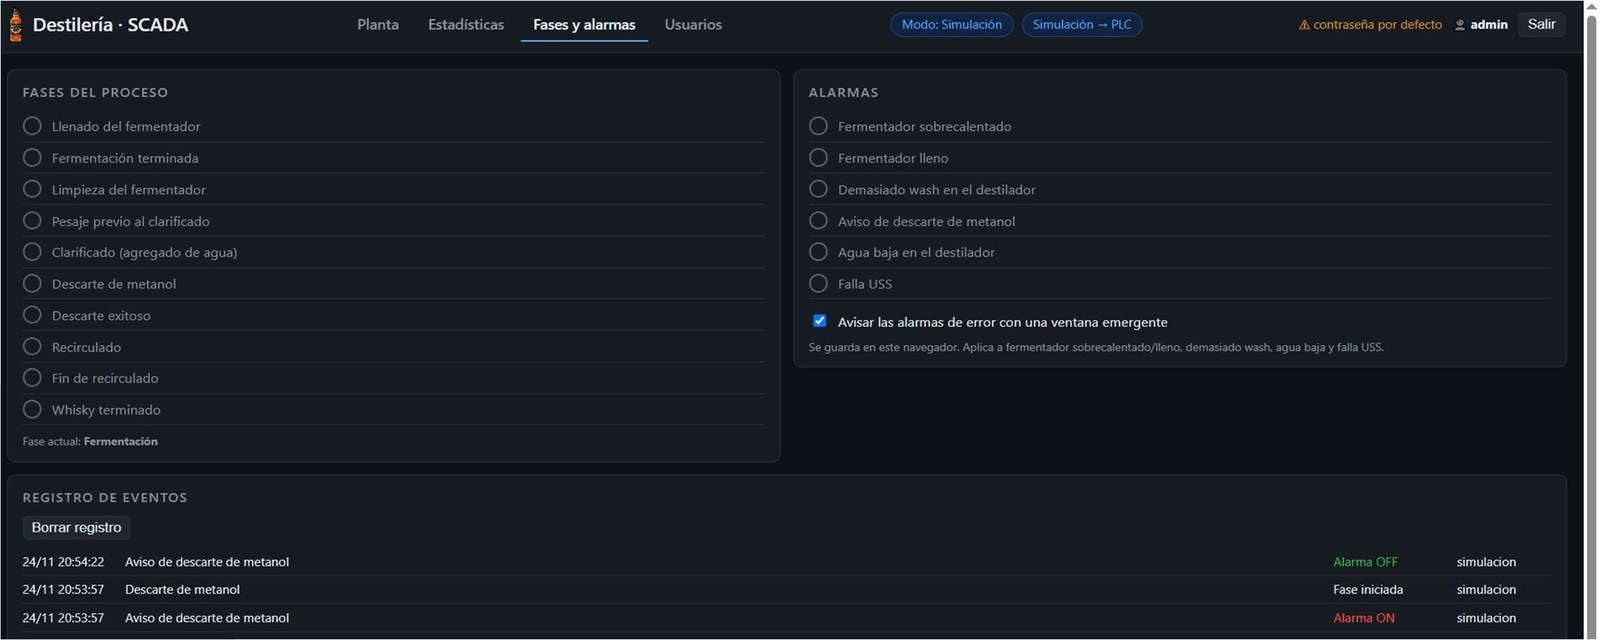 Destilería · SCADA
Planta
Estadísticas
Fases y alarmas
Usuarios
Modo: Simulación
Simulación → PLC
⚠ contraseña por defecto
admin
Salir
FASES DEL PROCESO
Llenado del fermentador
Fermentación terminada
Limpieza del fermentador
Pesaje previo al clarificado
Clarificado (agregado de agua)
Descarte de metanol
Descarte exitoso
Recirculado
Fin de recirculado
Whisky terminado
Fase actual: Fermentación
ALARMAS
Fermentador sobrecalentado
Fermentador lleno
Demasiado wash en el destilador
Aviso de descarte de metanol
Agua baja en el destilador
Falla USS
Avisar las alarmas de error con una ventana emergente
Se guarda en este navegador. Aplica a fermentador sobrecalentado/lleno, demasiado wash, agua baja y falla USS.
REGISTRO DE EVENTOS
Borrar registro
24/11 20:54:22 Aviso de descarte de metanol Alarma OFF simulacion
24/11 20:53:57 Descarte de metanol Fase iniciada simulacion
24/11 20:53:57 Aviso de descarte de metanol Alarma ON simulacion